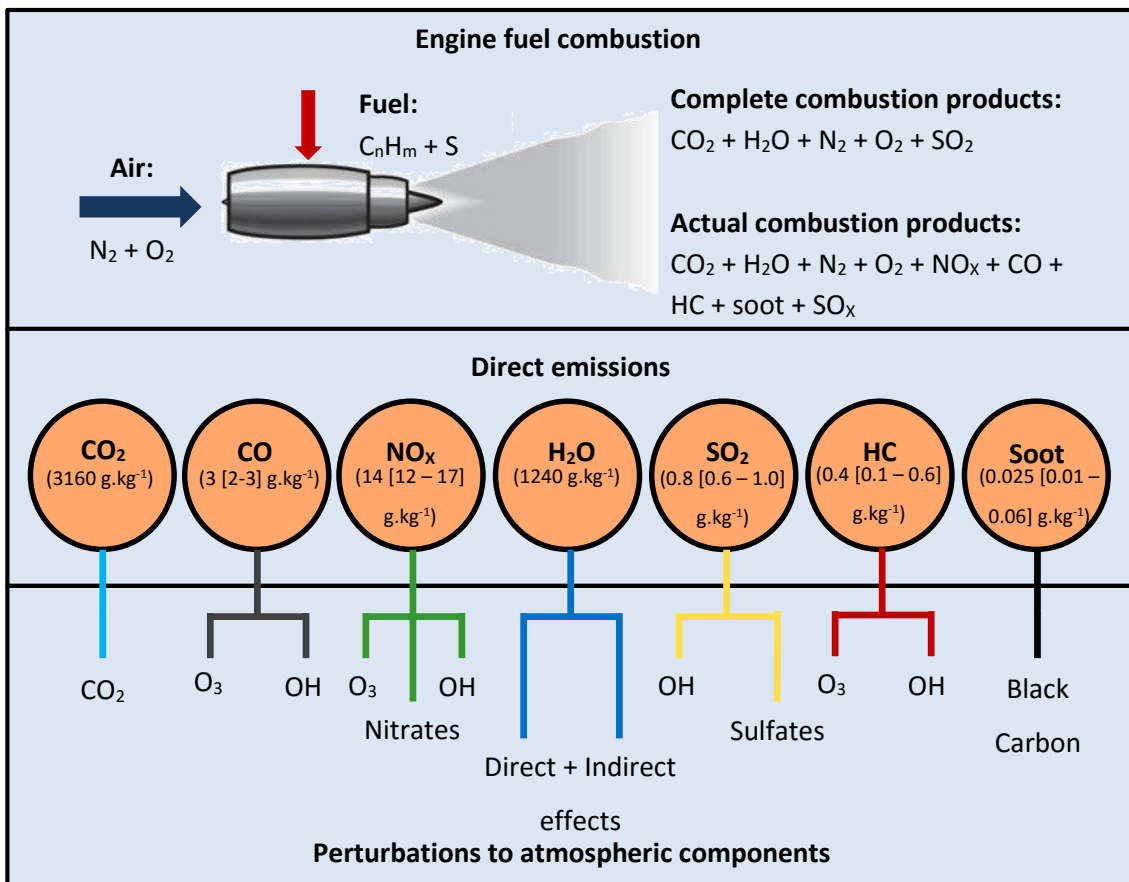 Engine fuel combustion
Fuel:
CₙHₘ + S
Air:
N₂ + O₂
Complete combustion products:
CO₂ + H₂O + N₂ + O₂ + SO₂
Actual combustion products:
CO₂ + H₂O + N₂ + O₂ + NOₓ + CO +
HC + soot + SOₓ
Direct emissions
CO₂
(3160 g.kg⁻¹)
CO
(3 [2-3] g.kg⁻¹)
NOₓ
(14 [12 – 17]
g.kg⁻¹)
H₂O
(1240 g.kg⁻¹)
SO₂
(0.8 [0.6 – 1.0]
g.kg⁻¹)
HC
(0.4 [0.1 – 0.6]
g.kg⁻¹)
Soot
(0.025 [0.01 –
0.06] g.kg⁻¹)
CO₂
O₃
OH
O₃
OH
Nitrates
Direct + Indirect
effects
OH
Sulfates
O₃
OH
Black
Carbon
Perturbations to atmospheric components